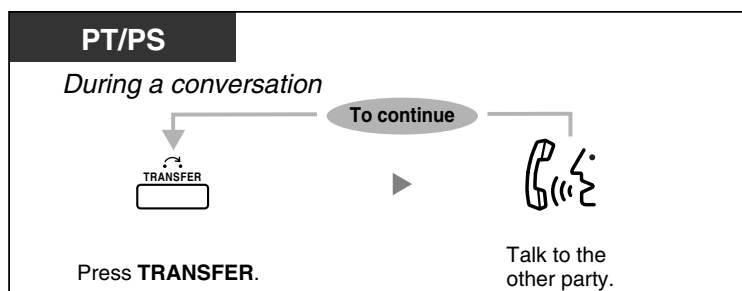 PT/PS
During a conversation
To continue
TRANSFER
Press TRANSFER.
Talk to the
other party.